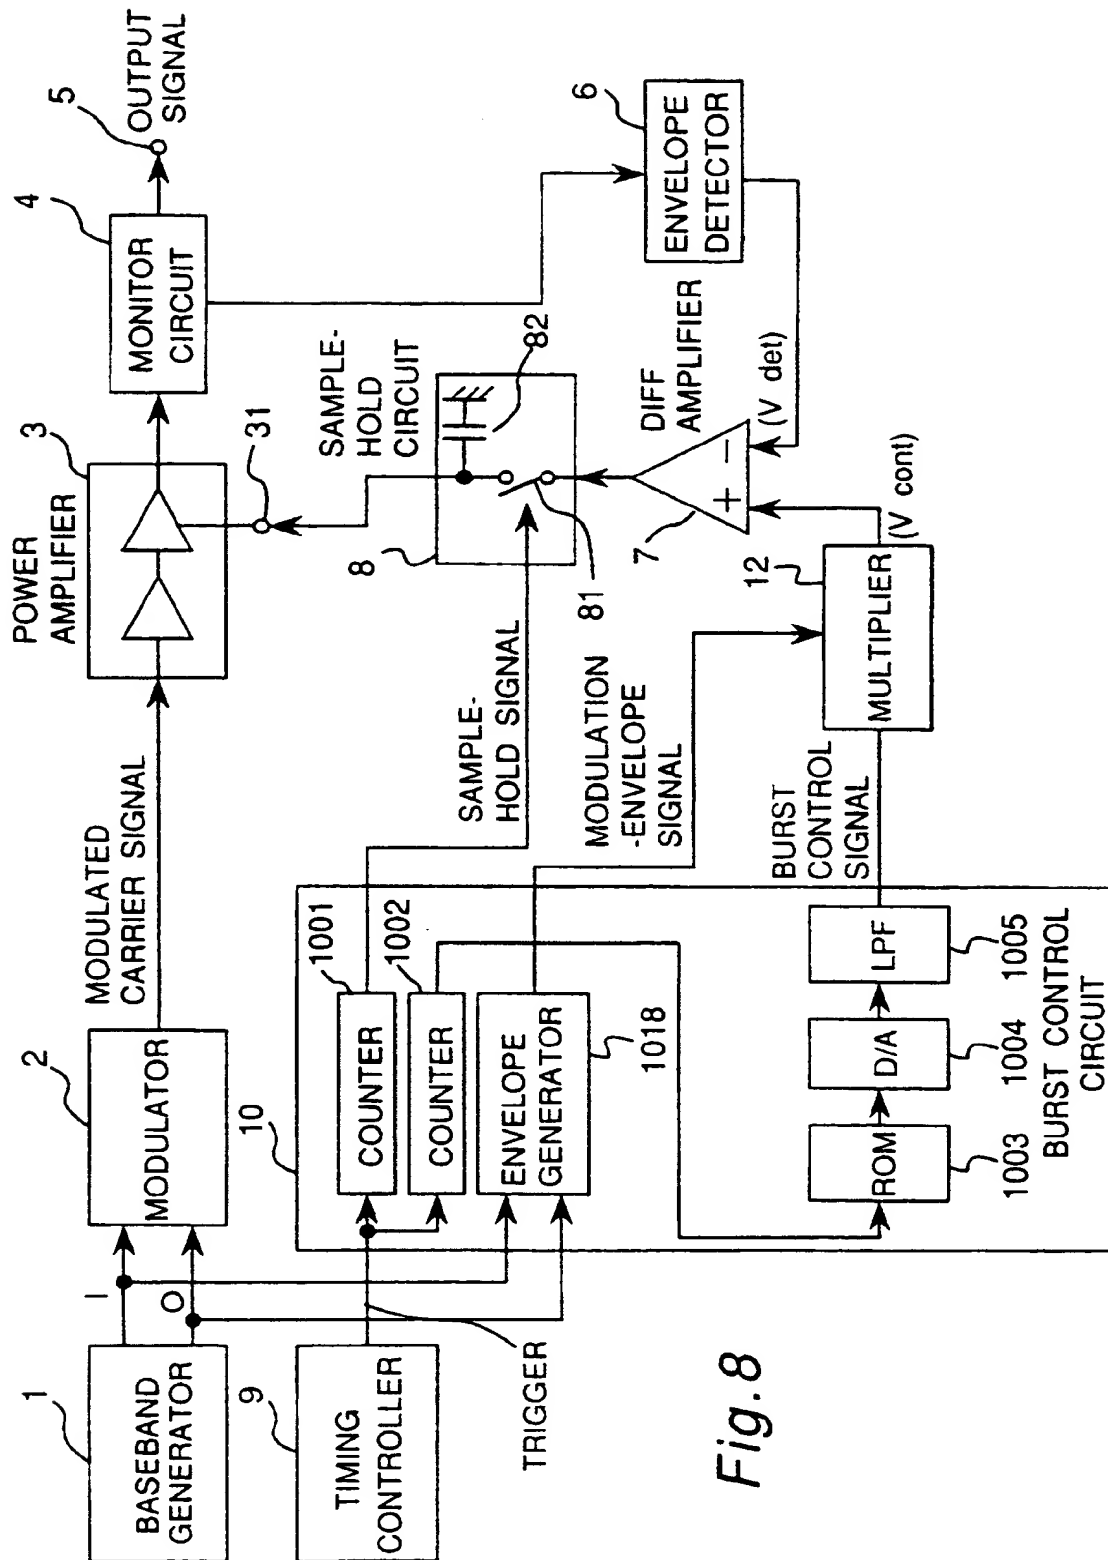 1
BASEBAND
GENERATOR
I
O
2
MODULATOR
MODULATED
CARRIER SIGNAL
POWER
AMPLIFIER
3
31
4
MONITOR
CIRCUIT
5
OUTPUT
SIGNAL
9
TIMING
CONTROLLER
TRIGGER
10
COUNTER
1001
COUNTER
1002
ENVELOPE
GENERATOR
1018
SAMPLE-
HOLD SIGNAL
MODULATION
-ENVELOPE
SIGNAL
8
SAMPLE-
HOLD
CIRCUIT
82
81
DIFF
AMPLIFIER
7
+
−
6
ENVELOPE
DETECTOR
(V det)
(V cont)
12
MULTIPLIER
BURST
CONTROL
SIGNAL
ROM
D/A
LPF
1003
1004
1005
BURST CONTROL
CIRCUIT
Fig.8